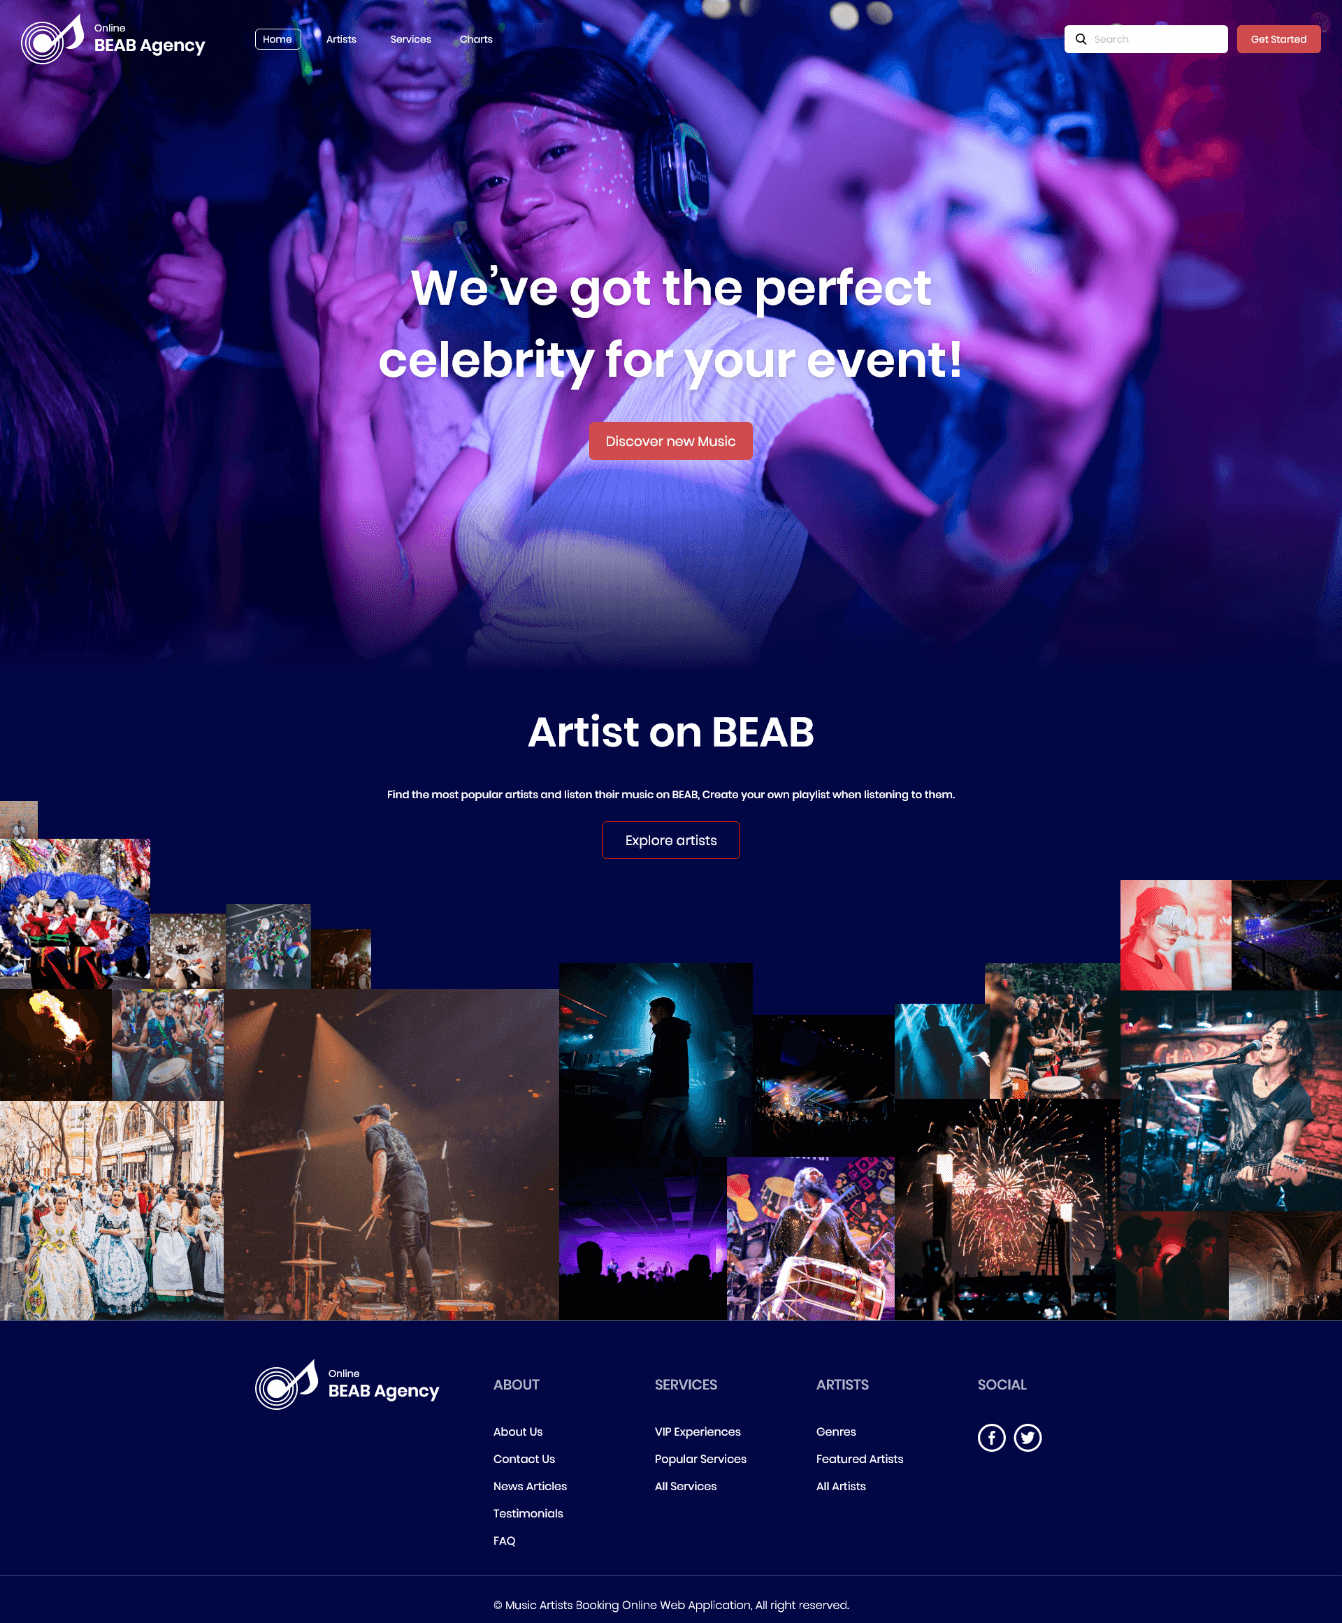 Online
BEAB Agency
Home
Artists
Services
Charts
Search
Get Started
We’ve got the perfect
celebrity for your event!
Discover new Music
Artist on BEAB
Find the most popular artists and listen their music on BEAB, Create your own playlist when listening to them.
Explore artists
Online
BEAB Agency
ABOUT
About Us
Contact Us
News Articles
Testimonials
FAQ
SERVICES
VIP Experiences
Popular Services
All Services
ARTISTS
Genres
Featured Artists
All Artists
SOCIAL
© Music Artists Booking Online Web Application, All right reserved.